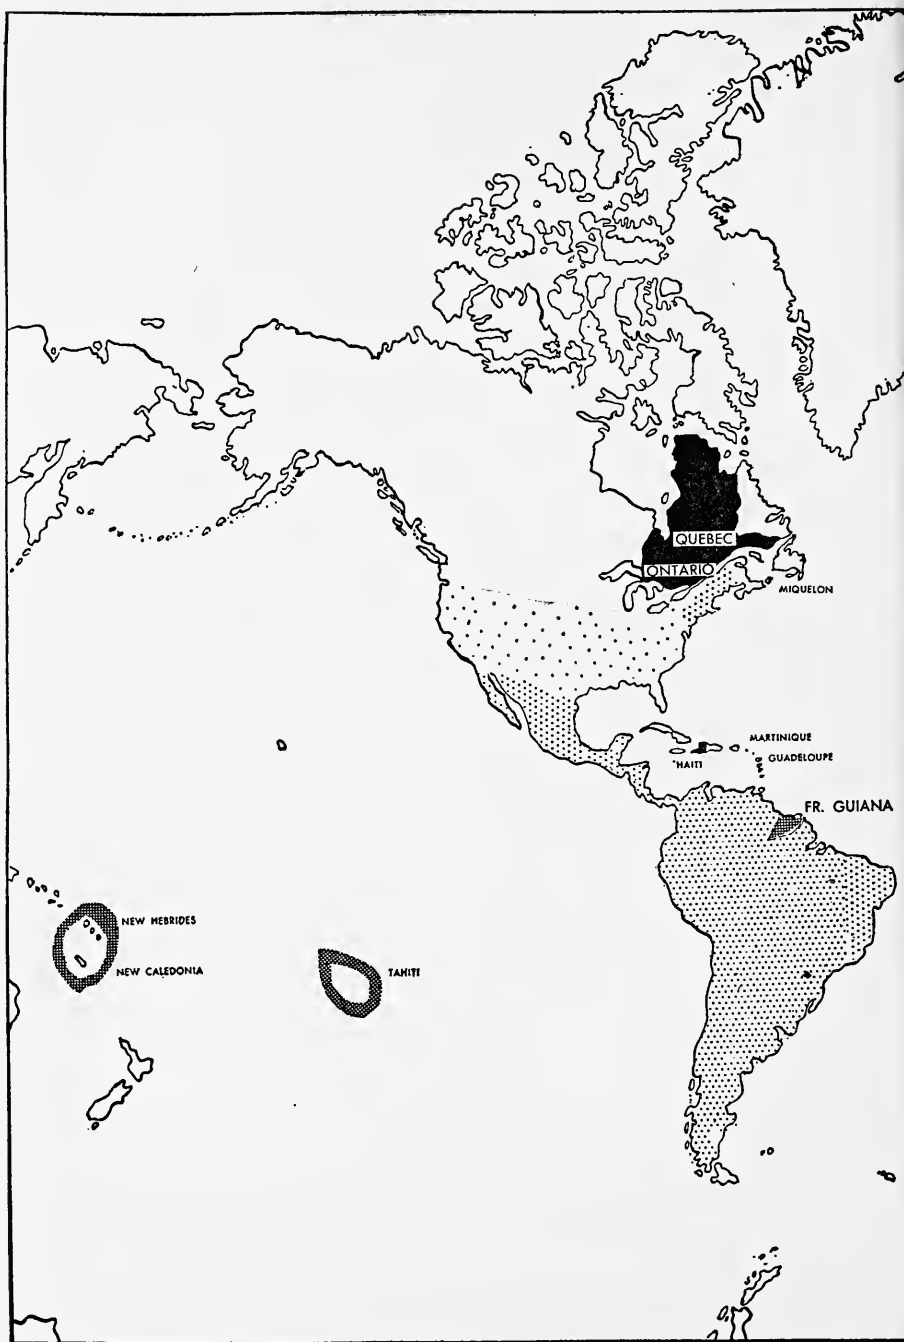 QUEBEC
ONTARIO
MIQUELON
MARTINIQUE
HAITI
GUADELOUPE
FR. GUIANA
NEW HEBRIDES
NEW CALEDONIA
TAHITI